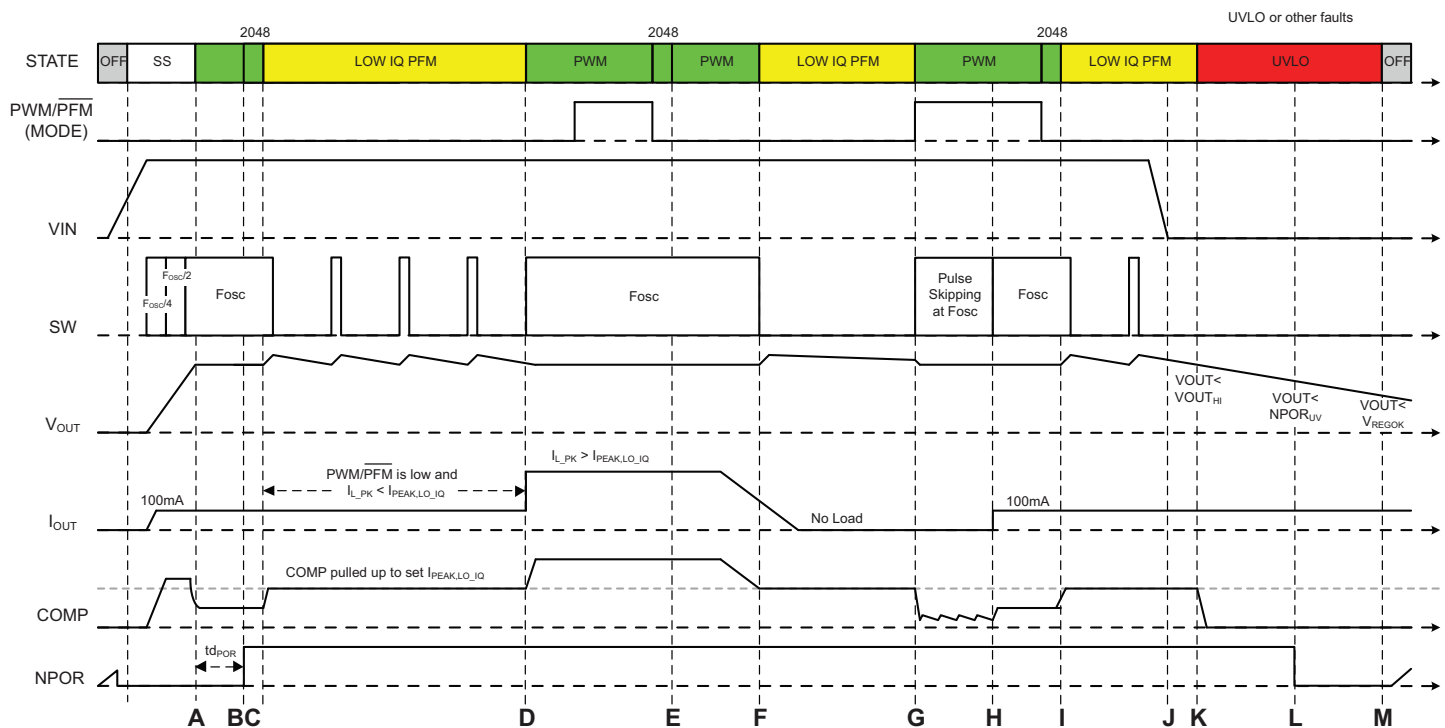 UVLO or other faults
2048
2048
2048
STATE
OFF
SS
LOW IQ PFM
PWM
PWM
LOW IQ PFM
PWM
LOW IQ PFM
UVLO
OFF
PWM/PFM
(MODE)
VIN
SW
FOSC/4
FOSC/2
Fosc
Fosc
Pulse
Skipping
at Fosc
Fosc
VOUT
VOUT<
VOUTHI
VOUT<
NPORUV
VOUT<
VREGOK
IOUT
100mA
PWM/PFM is low and
IL_PK < IPEAK,LO_IQ
IL_PK > IPEAK,LO_IQ
No Load
100mA
COMP
COMP pulled up to set IPEAK,LO_IQ
NPOR
tdPOR
A
B
C
D
E
F
G
H
I
J
K
L
M